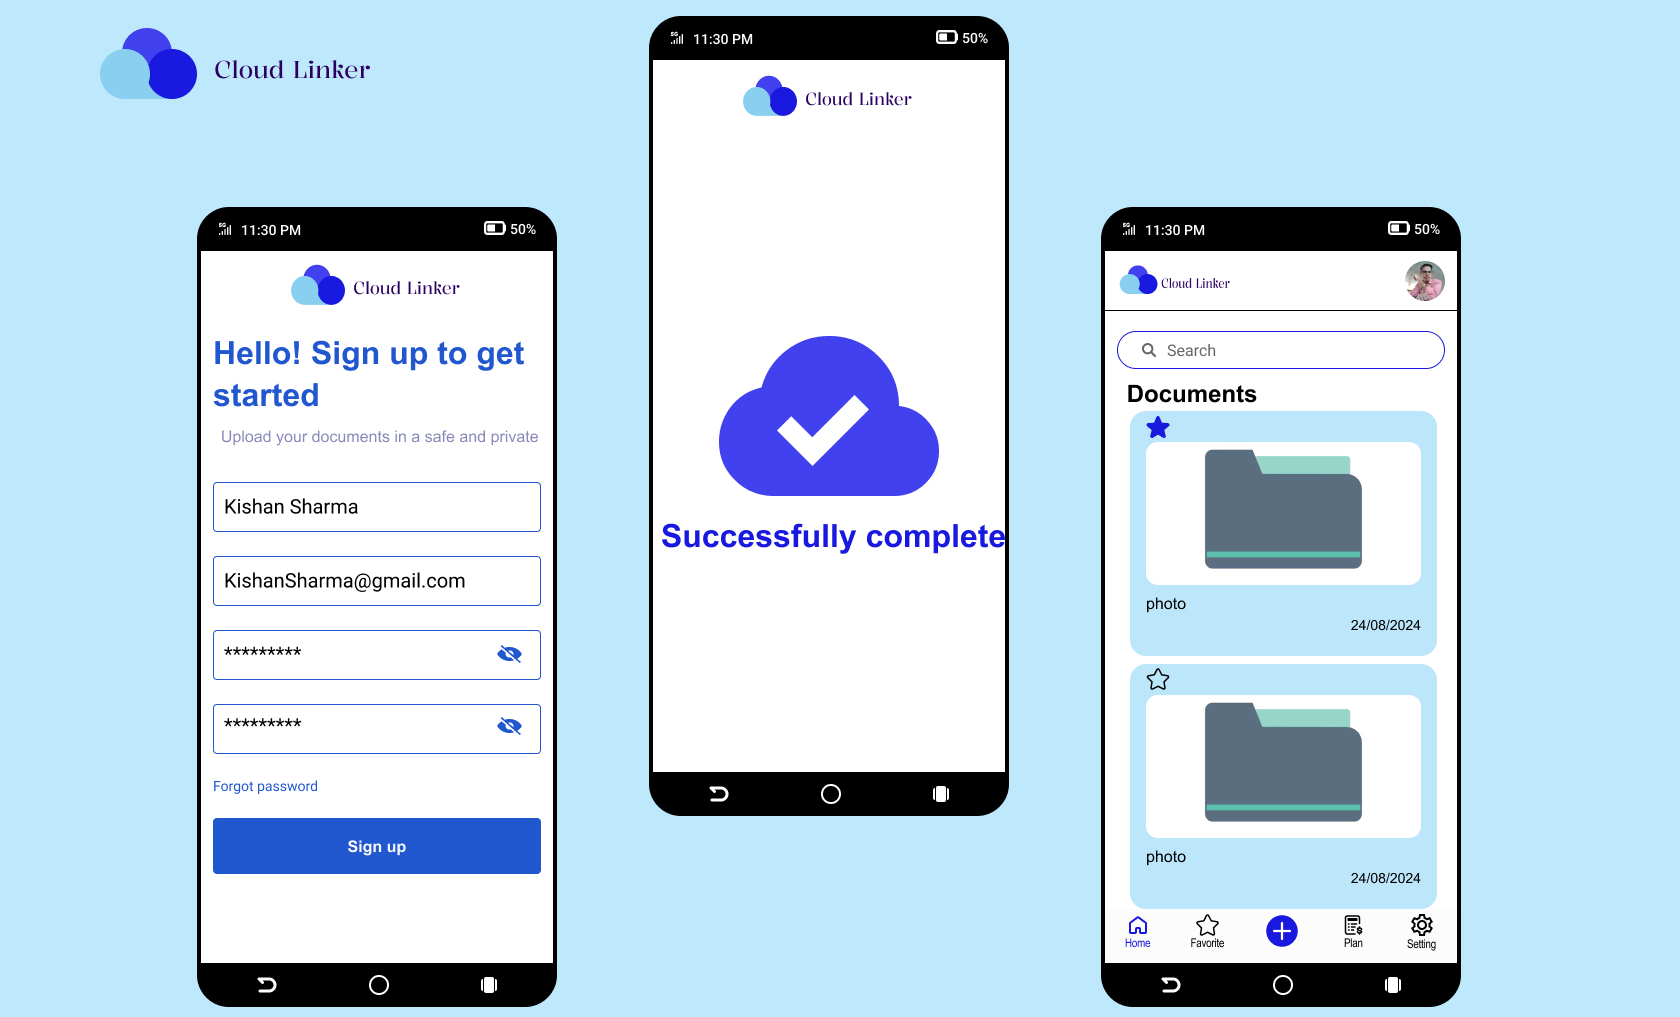 Cloud Linker
5G 11:30 PM 50%
Cloud Linker
Hello! Sign up to get
started
Upload your documents in a safe and private
Kishan Sharma
KishanSharma@gmail.com
*********
*********
Forgot password
Sign up
5G 11:30 PM 50%
Cloud Linker
Successfully complete
5G 11:30 PM 50%
Cloud Linker
Search
Documents
photo
24/08/2024
photo
24/08/2024
Home Favorite Plan Setting